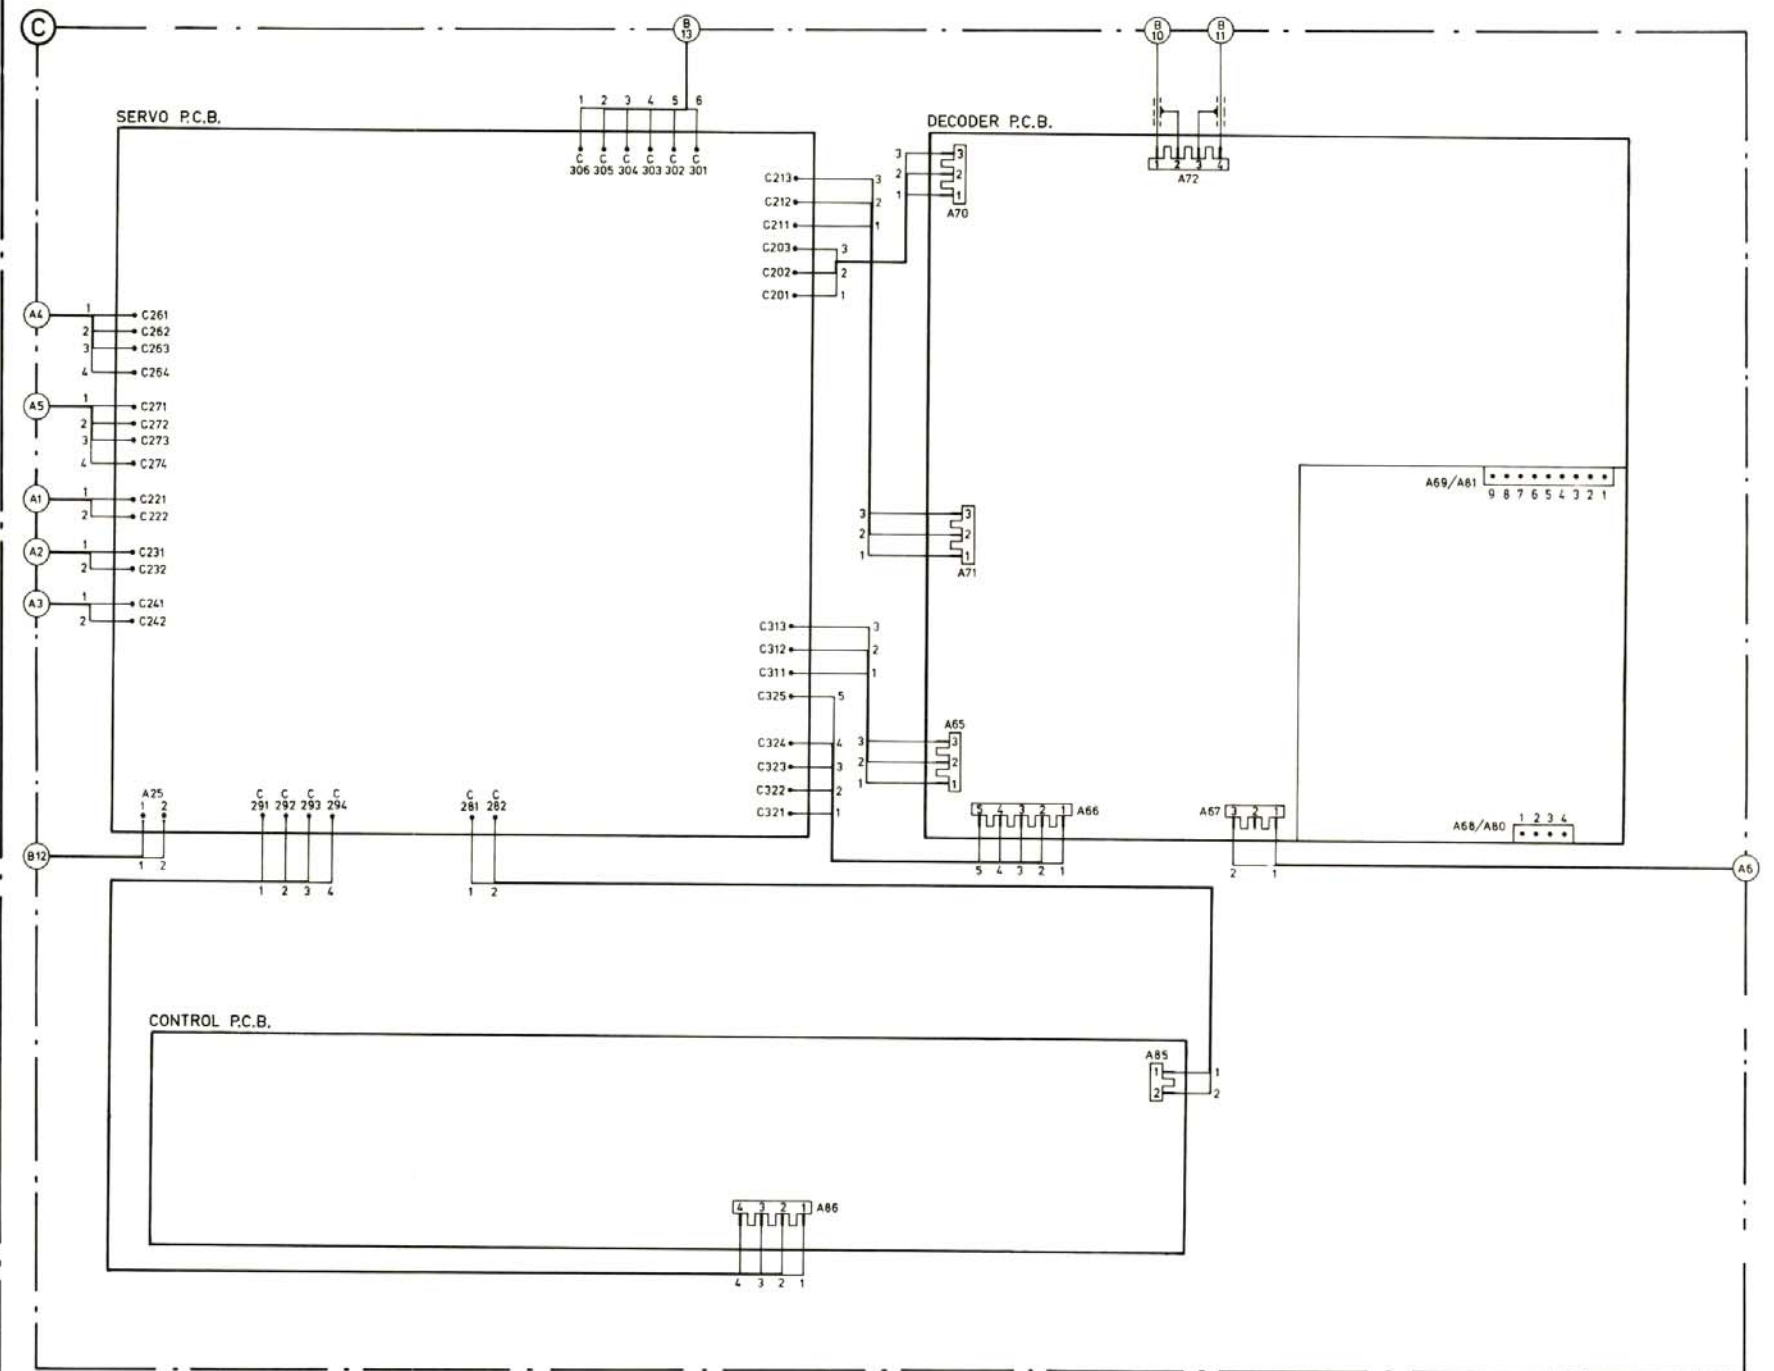 C
B 13
B 10
B 11
SERVO P.C.B.
1 2 3 4 5 6
C 306 C 305 C 304 C 303 C 302 C 301
DECODER P.C.B.
1 2 3 4
A72
3 3
2 2
1 1
A70
C213 3
C212 2
C211 1
C203 3
C202 2
C201 1
A4
1 C261
2 C262
3 C263
4 C264
A5
1 C271
2 C272
3 C273
4 C274
A1
1 C221
2 C222
A2
1 C231
2 C232
A3
1 C241
2 C242
A69/A81
9 8 7 6 5 4 3 2 1
3 3
2 2
1 1
A71
C313 3
C312 2
C311 1
C325 5
C324 4
C323 3
C322 2
C321 1
A65
3 3
2 2
1 1
A25
1 2
C 291 C 292 C 293 C 294
C 281 C 282
5 4 3 2 1 A66
A67 3 2 1
A68/A80 1 2 3 4
B12
1 2
5 4 3 2 1
2 1
A6
1 2 3 4
1 2
CONTROL P.C.B.
A85
1 1
2 2
4 3 2 1 A86
4 3 2 1